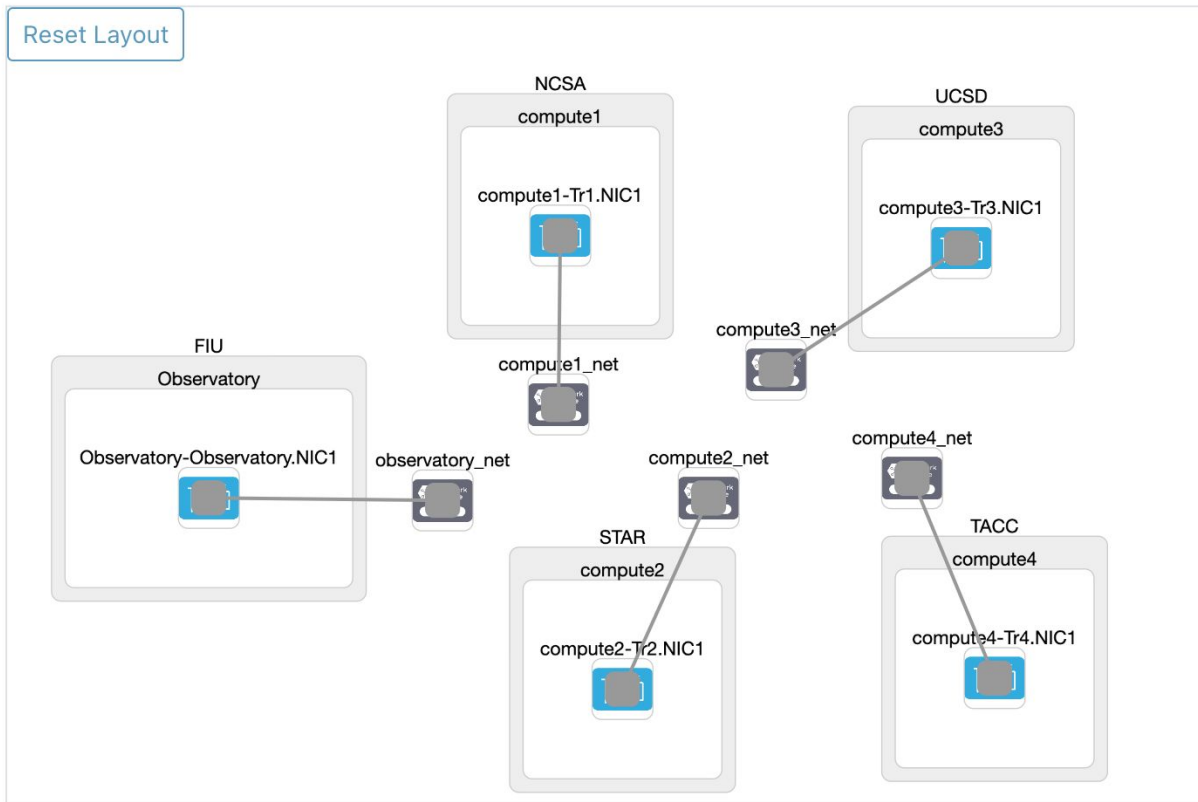 Reset Layout
NCSA
compute1
compute1-Tr1.NIC1
compute1_net
UCSD
compute3
compute3-Tr3.NIC1
compute3_net
FIU
Observatory
Observatory-Observatory.NIC1
observatory_net
compute2_net
STAR
compute2
compute2-Tr2.NIC1
compute4_net
TACC
compute4
compute4-Tr4.NIC1